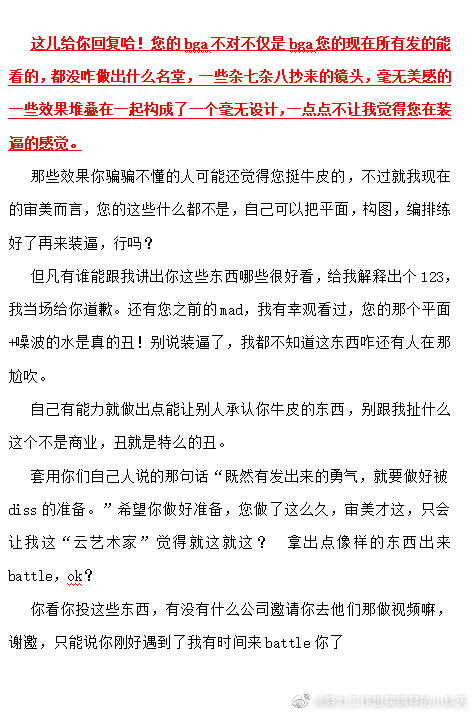 这儿给你回复哈！您的bga不对不仅是bga您的现在所有发的能
看的，都没咋做出什么名堂，一些杂七杂八抄来的镜头，毫无美感的
一些效果堆叠在一起构成了一个毫无设计，一点点不让我觉得您在装
逼的感觉。
那些效果你骗骗不懂的人可能还觉得您挺牛皮的，不过就我现在
的审美而言，您的这些什么都不是，自己可以把平面，构图，编排练
好了再来装逼，行吗？
但凡有谁能跟我讲出你这些东西哪些很好看，给我解释出个123，
我当场给你道歉。还有您之前的mad，我有幸观看过，您的那个平面
+噪波的水是真的丑！别说装逼了，我都不知道这东西咋还有人在那
尬吹。
自己有能力就做出点能让别人承认你牛皮的东西，别跟我扯什么
这个不是商业，丑就是特么的丑。
套用你们自己人说的那句话“既然有发出来的勇气，就要做好被
diss的准备。”希望你做好准备，您做了这么久，审美才这，只会
让我这“云艺术家”觉得就这就这？ 拿出点像样的东西出来
battle，ok？
你看你投这些东西，有没有什么公司邀请你去他们那做视频嘛，
谢邀，只能说你刚好遇到了我有时间来battle你了